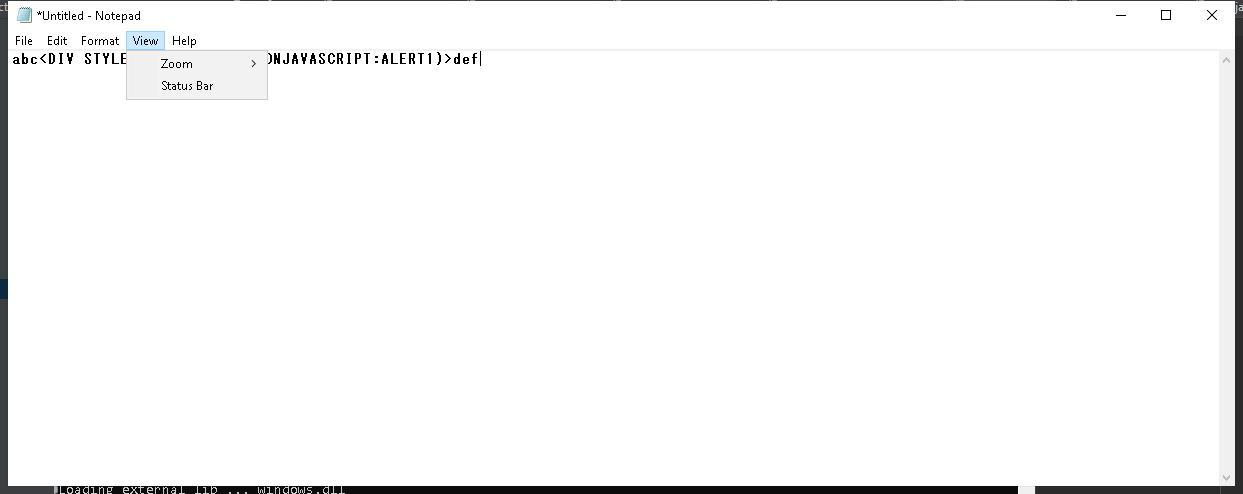 *Untitled - Notepad
File Edit Format View Help
abc<DIV STYLE ONJAVASCRIPT:ALERT1)>def
Zoom >
Status Bar
Loading external lib ... windows.dll